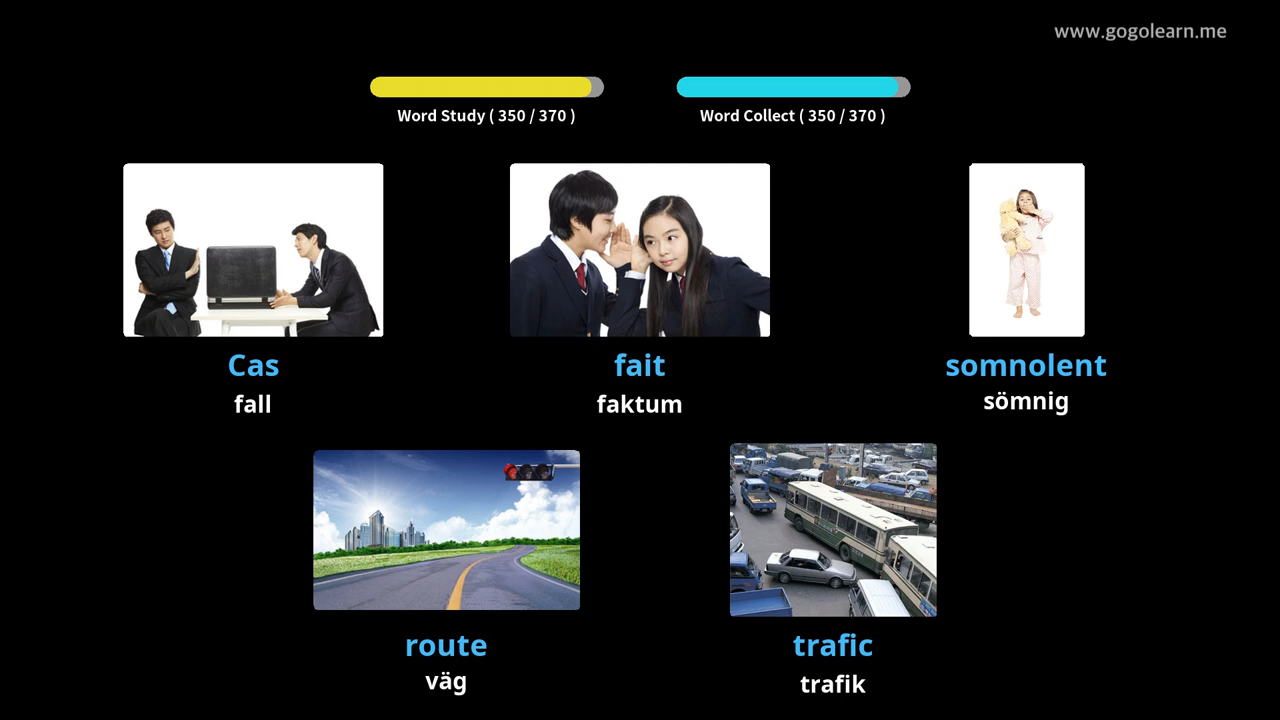 www.gogolearn.me
Word Study ( 350 / 370 )
Word Collect ( 350 / 370 )
Cas
fall
fait
faktum
somnolent
sömnig
route
väg
trafic
trafik